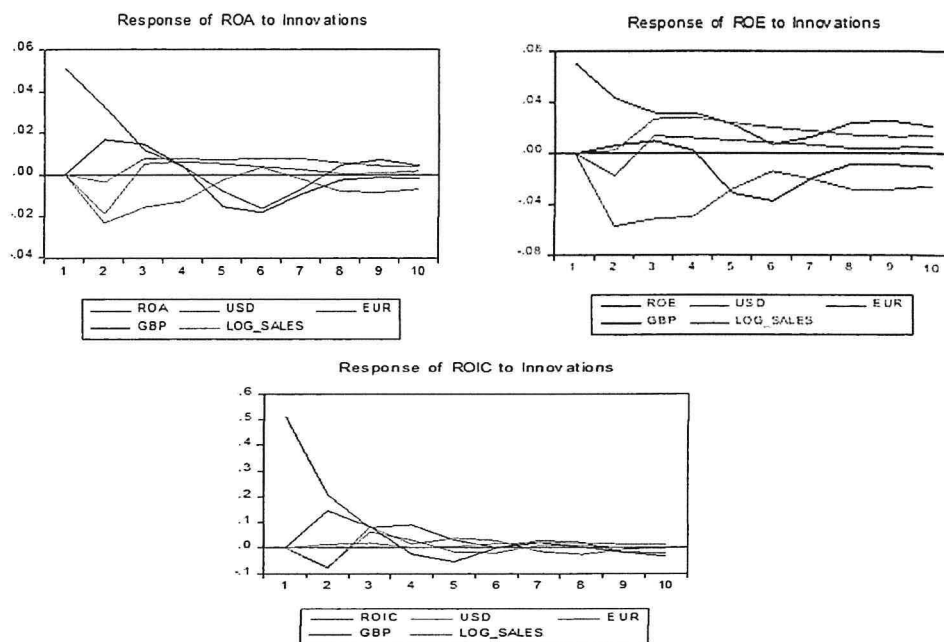 Response of ROA to Innovations
.06
.04
.02
.00
-.02
-.04
1 2 3 4 5 6 7 8 9 10
ROA USD EUR
GBP LOG_SALES
Response of ROE to Innovations
.08
.04
.00
-.04
-.08
1 2 3 4 5 6 7 8 9 10
ROE USD EUR
GBP LOG_SALES
Response of ROIC to Innovations
.6
.5
.4
.3
.2
.1
.0
-.1
1 2 3 4 5 6 7 8 9 10
ROIC USD EUR
GBP LOG_SALES